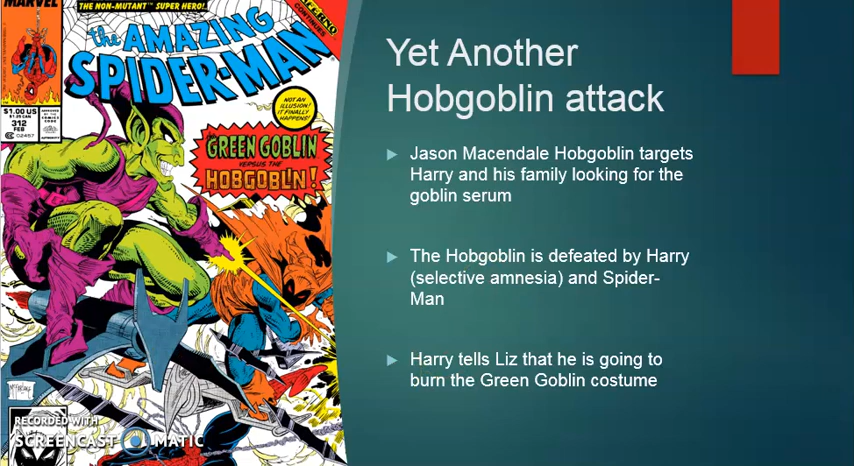 MARVEL
THE NON-MUTANT SUPER HERO!
the AMAZING
SPIDER-MAN
INFERNO
CONTINUES
$1.00 US
312
FEB
02457
NOT AN
ILLUSION!
IT FINALLY
HAPPENS!
GREEN GOBLIN
VERSUS THE
HOBGOBLIN!
RECORDED WITH
SCREENCAST MATIC
Yet Another
Hobgoblin attack
Jason Macendale Hobgoblin targets
Harry and his family looking for the
goblin serum
The Hobgoblin is defeated by Harry
(selective amnesia) and Spider-
Man
Harry tells Liz that he is going to
burn the Green Goblin costume